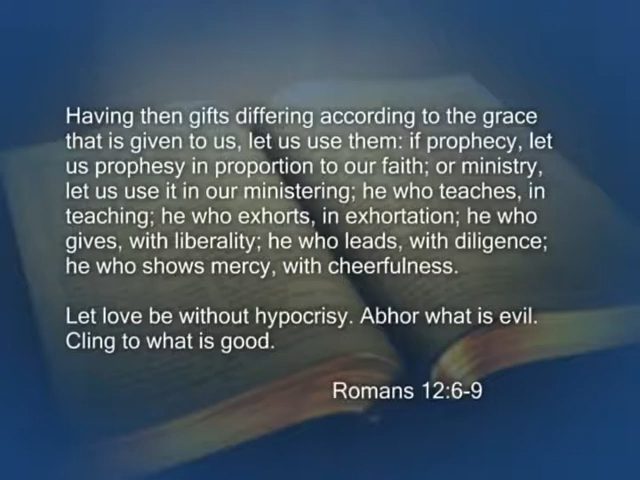 Having then gifts differing according to the grace
that is given to us, let us use them: if prophecy, let
us prophesy in proportion to our faith; or ministry,
let us use it in our ministering; he who teaches, in
teaching; he who exhorts, in exhortation; he who
gives, with liberality; he who leads, with diligence;
he who shows mercy, with cheerfulness.
Let love be without hypocrisy. Abhor what is evil.
Cling to what is good.
Romans 12:6-9